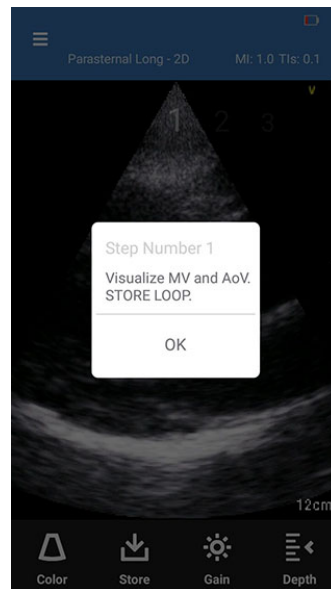 Parasternal Long - 2D MI: 1.0 TIs: 0.1
V
1 2 3
Step Number 1
Visualize MV and AoV.
STORE LOOP.
OK
12cm
Color Store Gain Depth